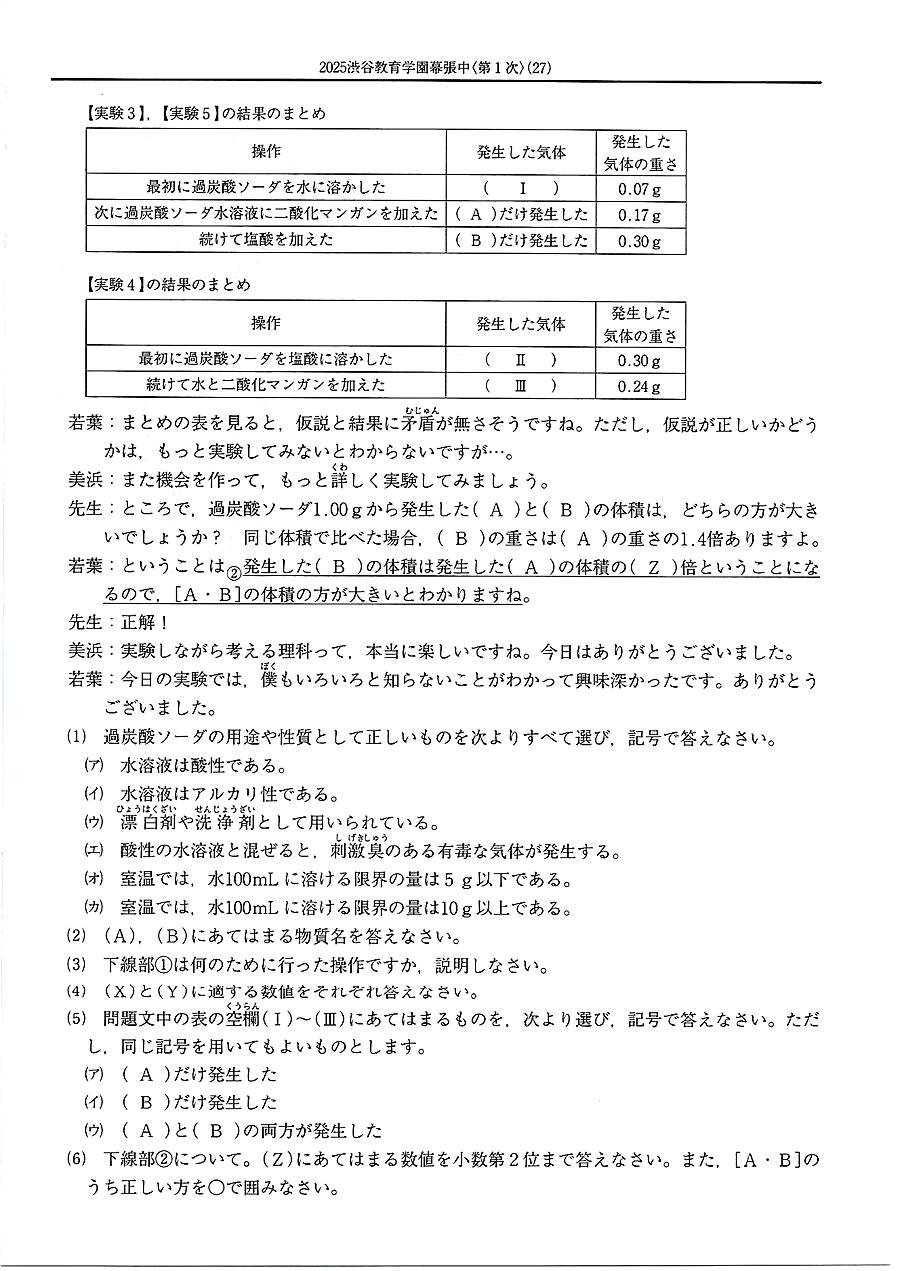 2025渋谷教育学園幕張中〈第1次〉(27)
【実験3】,【実験5】の結果のまとめ
操作 発生した気体 発生した気体の重さ
最初に過炭酸ソーダを水に溶かした ( Ⅰ ) 0.07g
次に過炭酸ソーダ水溶液に二酸化マンガンを加えた ( A )だけ発生した 0.17g
続けて塩酸を加えた ( B )だけ発生した 0.30g
【実験4】の結果のまとめ
操作 発生した気体 発生した気体の重さ
最初に過炭酸ソーダを塩酸に溶かした ( Ⅱ ) 0.30g
続けて水と二酸化マンガンを加えた ( Ⅲ ) 0.24g
若葉:まとめの表を見ると,仮説と結果に矛盾(むじゅん)が無さそうですね。ただし,仮説が正しいかどう
かは,もっと実験してみないとわからないですが…。
美浜:また機会を作って,もっと詳(くわ)しく実験してみましょう。
先生:ところで,過炭酸ソーダ1.00gから発生した( A )と( B )の体積は,どちらの方が大き
いでしょうか? 同じ体積で比べた場合,( B )の重さは( A )の重さの1.4倍ありますよ。
若葉:ということは②発生した( B )の体積は発生した( A )の体積の( Z )倍ということにな
るので,[A・B]の体積の方が大きいとわかりますね。
先生:正解!
美浜:実験しながら考える理科って,本当に楽しいですね。今日はありがとうございました。
若葉:今日の実験では,僕(ぼく)もいろいろと知らないことがわかって興味深かったです。ありがとう
ございました。
(1) 過炭酸ソーダの用途や性質として正しいものを次よりすべて選び,記号で答えなさい。
(ア) 水溶液は酸性である。
(イ) 水溶液はアルカリ性である。
(ウ) 漂白剤(ひょうはくざい)や洗浄剤(せんじょうざい)として用いられている。
(エ) 酸性の水溶液と混ぜると,刺激臭(しげきしゅう)のある有毒な気体が発生する。
(オ) 室温では,水100mLに溶ける限界の量は5g以下である。
(カ) 室温では,水100mLに溶ける限界の量は10g以上である。
(2) (A),(B)にあてはまる物質名を答えなさい。
(3) 下線部①は何のために行った操作ですか,説明しなさい。
(4) (X)と(Y)に適する数値をそれぞれ答えなさい。
(5) 問題文中の表の空欄(くうらん)(Ⅰ)~(Ⅲ)にあてはまるものを,次より選び,記号で答えなさい。ただ
し,同じ記号を用いてもよいものとします。
(ア) ( A )だけ発生した
(イ) ( B )だけ発生した
(ウ) ( A )と( B )の両方が発生した
(6) 下線部②について。(Z)にあてはまる数値を小数第2位まで答えなさい。また,[A・B]の
うち正しい方を○で囲みなさい。